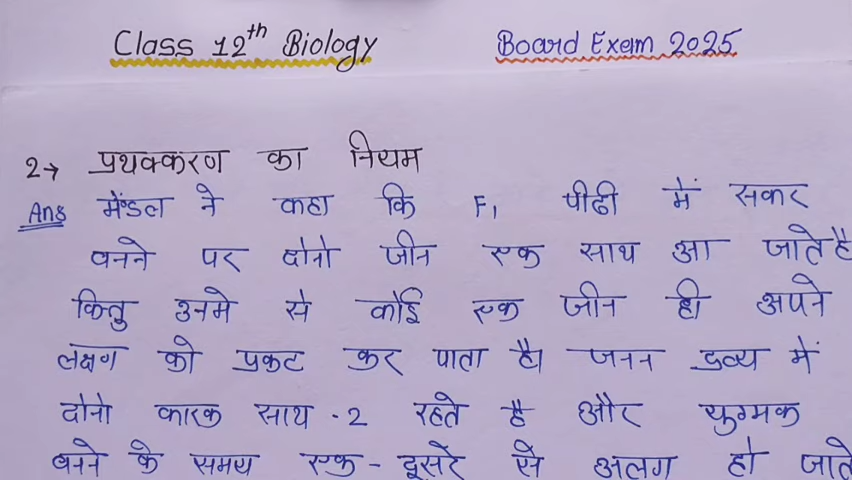 Class 12th Biology Board Exam 2025
2→ प्रथक्करण का नियम
Ans मेण्डल ने कहा कि F1 पीढी में सकर
बनने पर दोनो जीन एक साथ आ जाते है
किंतु उनमे से कोई एक जीन ही अपने
लक्षण को प्रकट कर पाता है। जनन द्रव्य में
दोनो कारक साथ - 2 रहते है और युग्मक
बनने के समय एक - दूसरे से अलग हो जाते